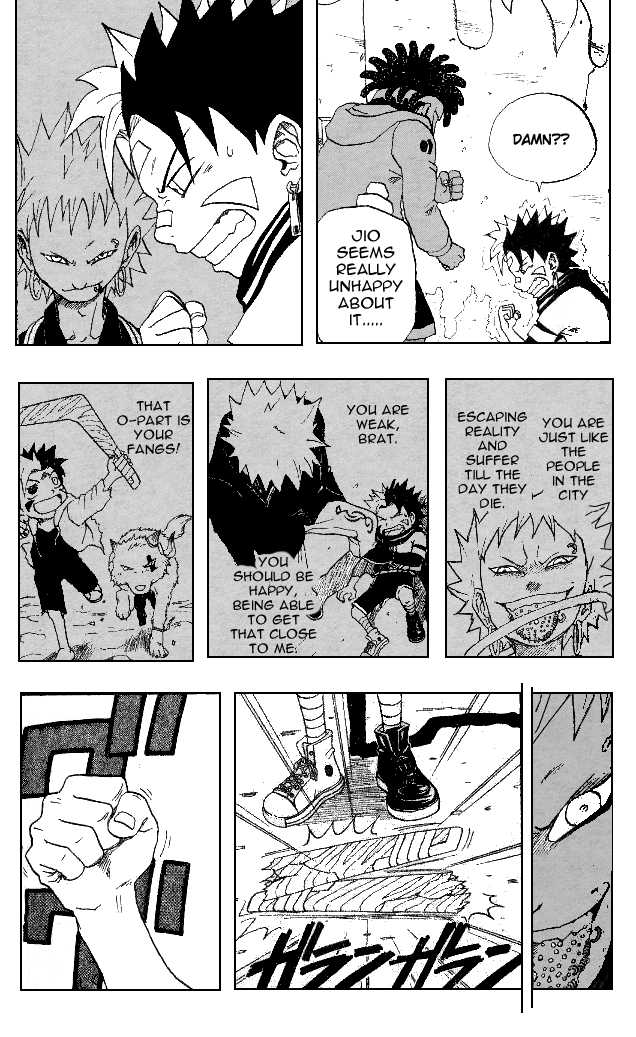 DAMN??
JIO
SEEMS
REALLY
UNHAPPY
ABOUT
IT.....
YOU ARE
JUST LIKE
THE
PEOPLE
IN THE
CITY
ESCAPING
REALITY
AND
SUFFER
TILL THE
DAY THEY
DIE.
YOU ARE
WEAK,
BRAT.
YOU
SHOULD BE
HAPPY,
BEING ABLE
TO GET
THAT CLOSE
TO ME.
THAT
O-PART IS
YOUR
FANGS!
ガラン
ガラン